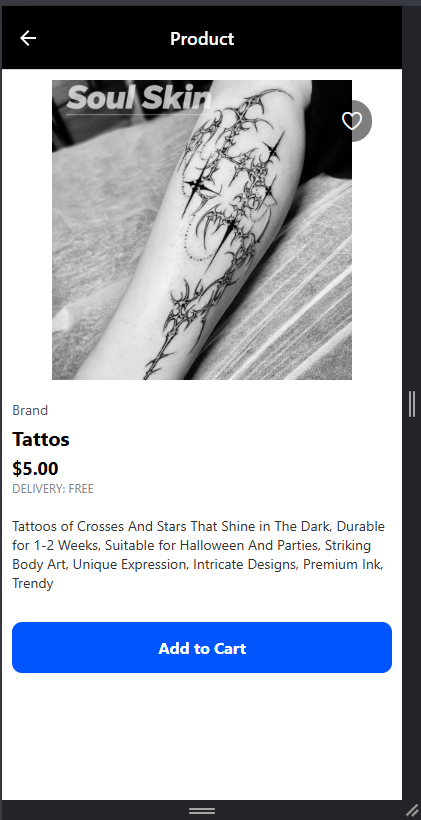 Product
Soul Skin
Brand
Tattos
$5.00
DELIVERY: FREE
Tattoos of Crosses And Stars That Shine in The Dark, Durable
for 1-2 Weeks, Suitable for Halloween And Parties, Striking
Body Art, Unique Expression, Intricate Designs, Premium Ink,
Trendy
Add to Cart